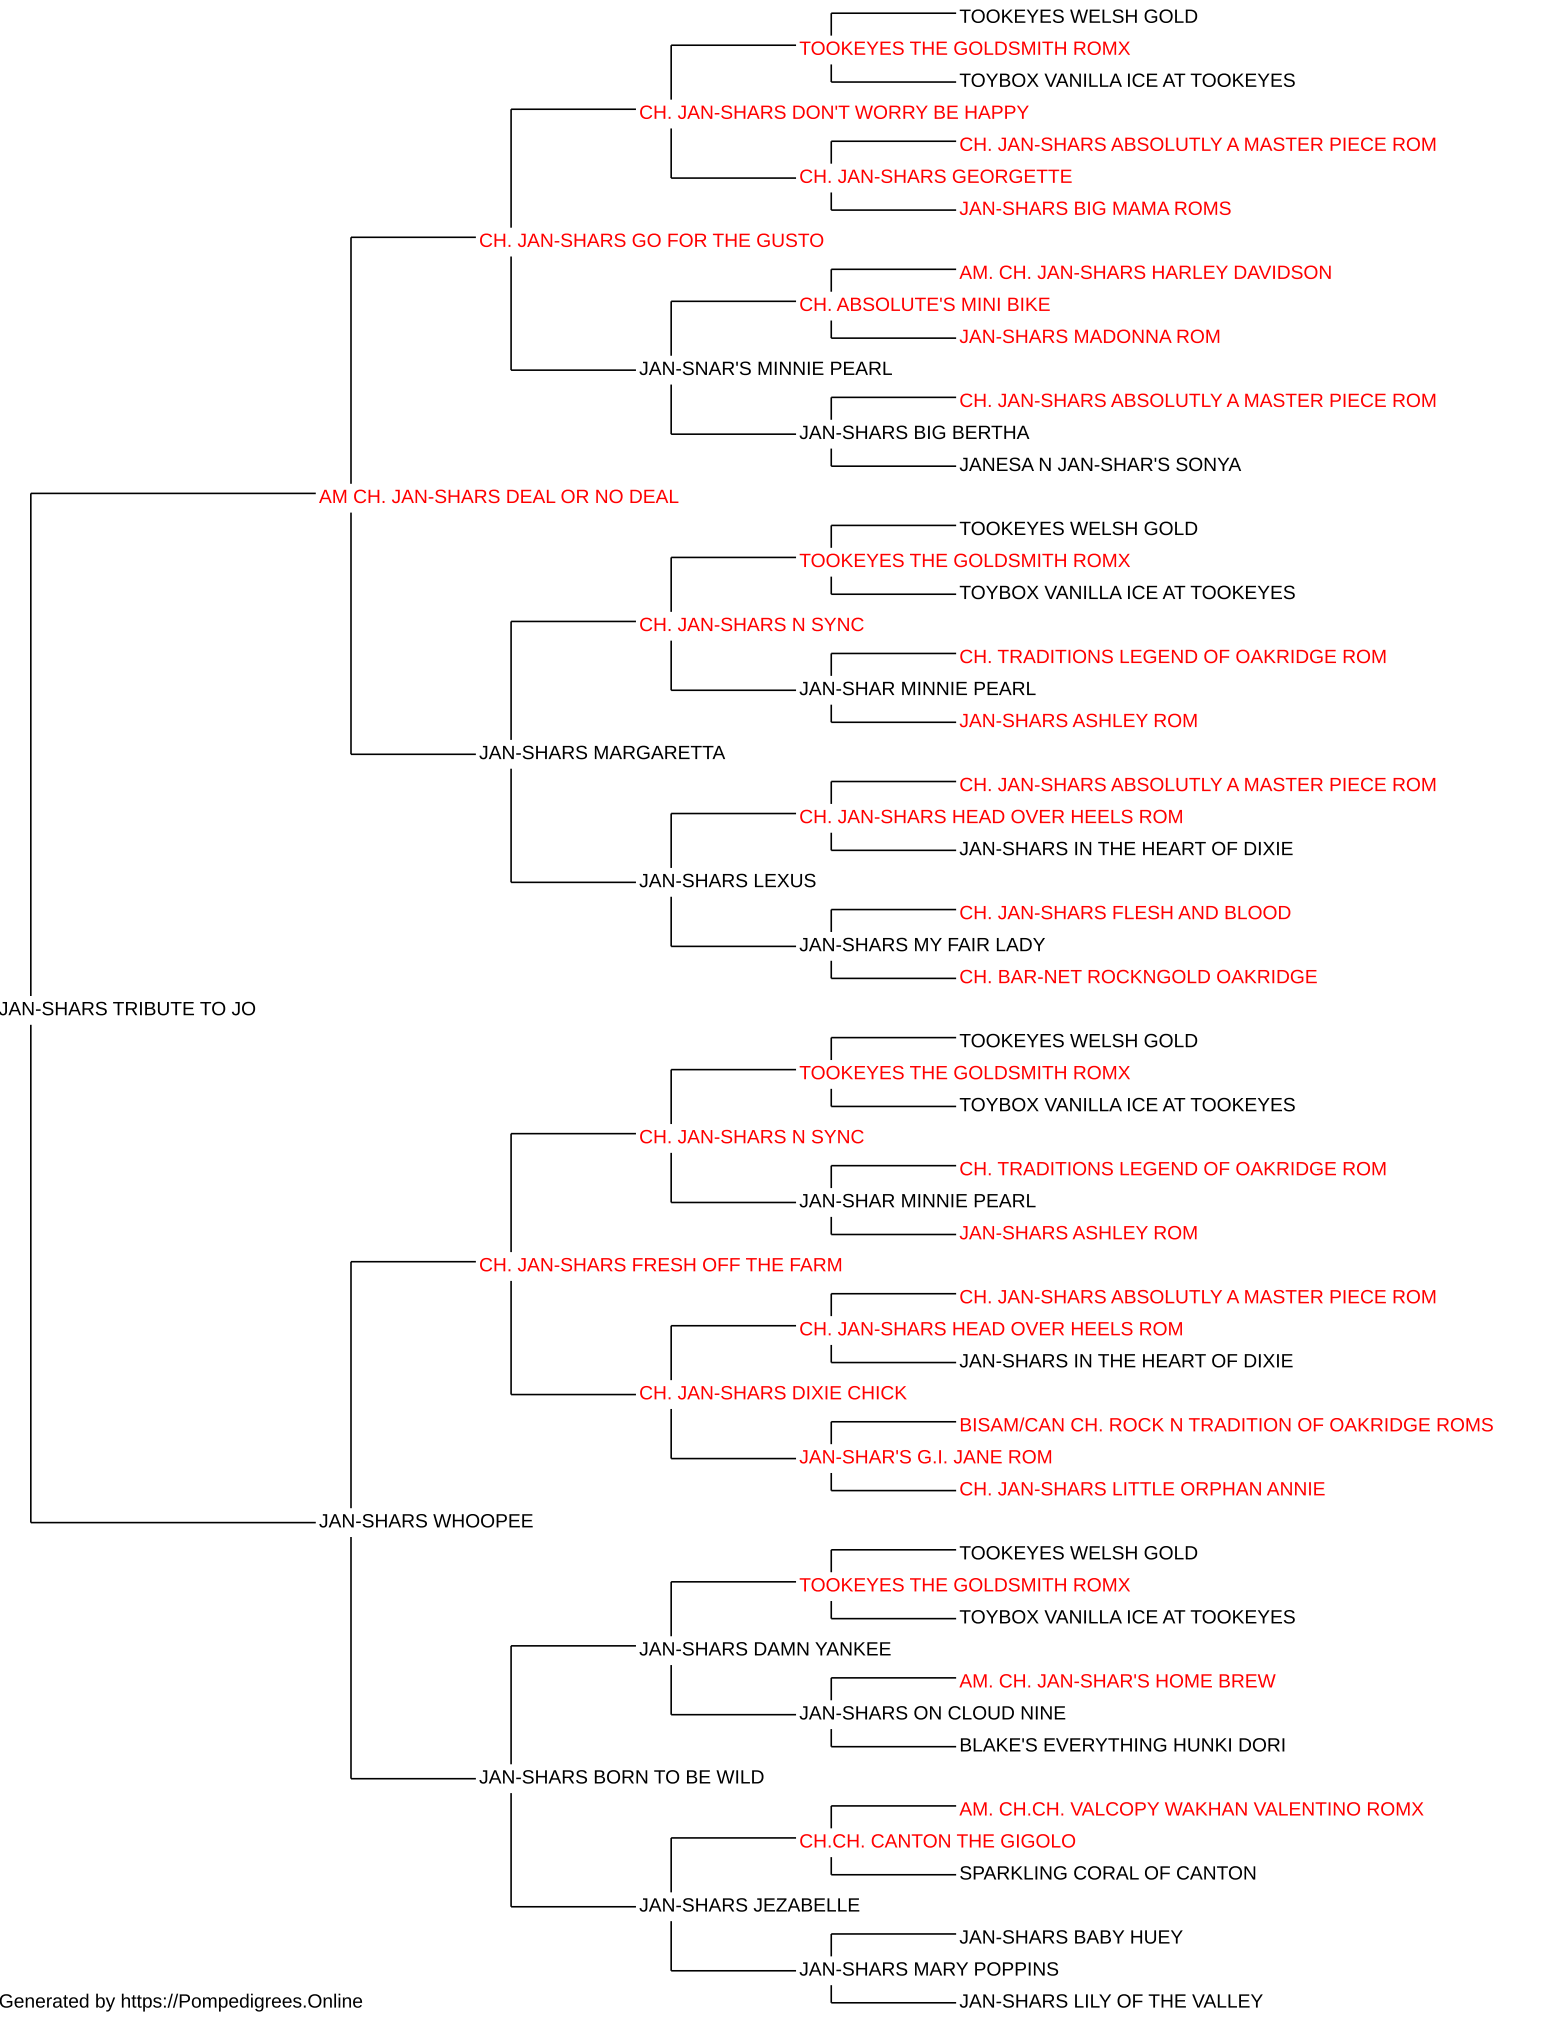 TOOKEYES WELSH GOLD
TOOKEYES THE GOLDSMITH ROMX
TOYBOX VANILLA ICE AT TOOKEYES
CH. JAN-SHARS DON'T WORRY BE HAPPY
CH. JAN-SHARS ABSOLUTLY A MASTER PIECE ROM
CH. JAN-SHARS GEORGETTE
JAN-SHARS BIG MAMA ROMS
CH. JAN-SHARS GO FOR THE GUSTO
AM. CH. JAN-SHARS HARLEY DAVIDSON
CH. ABSOLUTE'S MINI BIKE
JAN-SHARS MADONNA ROM
JAN-SNAR'S MINNIE PEARL
CH. JAN-SHARS ABSOLUTLY A MASTER PIECE ROM
JAN-SHARS BIG BERTHA
JANESA N JAN-SHAR'S SONYA
AM CH. JAN-SHARS DEAL OR NO DEAL
TOOKEYES WELSH GOLD
TOOKEYES THE GOLDSMITH ROMX
TOYBOX VANILLA ICE AT TOOKEYES
CH. JAN-SHARS N SYNC
CH. TRADITIONS LEGEND OF OAKRIDGE ROM
JAN-SHAR MINNIE PEARL
JAN-SHARS ASHLEY ROM
JAN-SHARS MARGARETTA
CH. JAN-SHARS ABSOLUTLY A MASTER PIECE ROM
CH. JAN-SHARS HEAD OVER HEELS ROM
JAN-SHARS IN THE HEART OF DIXIE
JAN-SHARS LEXUS
CH. JAN-SHARS FLESH AND BLOOD
JAN-SHARS MY FAIR LADY
CH. BAR-NET ROCKNGOLD OAKRIDGE
JAN-SHARS TRIBUTE TO JO
TOOKEYES WELSH GOLD
TOOKEYES THE GOLDSMITH ROMX
TOYBOX VANILLA ICE AT TOOKEYES
CH. JAN-SHARS N SYNC
CH. TRADITIONS LEGEND OF OAKRIDGE ROM
JAN-SHAR MINNIE PEARL
JAN-SHARS ASHLEY ROM
CH. JAN-SHARS FRESH OFF THE FARM
CH. JAN-SHARS ABSOLUTLY A MASTER PIECE ROM
CH. JAN-SHARS HEAD OVER HEELS ROM
JAN-SHARS IN THE HEART OF DIXIE
CH. JAN-SHARS DIXIE CHICK
BISAM/CAN CH. ROCK N TRADITION OF OAKRIDGE ROMS
JAN-SHAR'S G.I. JANE ROM
CH. JAN-SHARS LITTLE ORPHAN ANNIE
JAN-SHARS WHOOPEE
TOOKEYES WELSH GOLD
TOOKEYES THE GOLDSMITH ROMX
TOYBOX VANILLA ICE AT TOOKEYES
JAN-SHARS DAMN YANKEE
AM. CH. JAN-SHAR'S HOME BREW
JAN-SHARS ON CLOUD NINE
BLAKE'S EVERYTHING HUNKI DORI
JAN-SHARS BORN TO BE WILD
AM. CH.CH. VALCOPY WAKHAN VALENTINO ROMX
CH.CH. CANTON THE GIGOLO
SPARKLING CORAL OF CANTON
JAN-SHARS JEZABELLE
JAN-SHARS BABY HUEY
JAN-SHARS MARY POPPINS
JAN-SHARS LILY OF THE VALLEY
Generated by https://Pompedigrees.Online